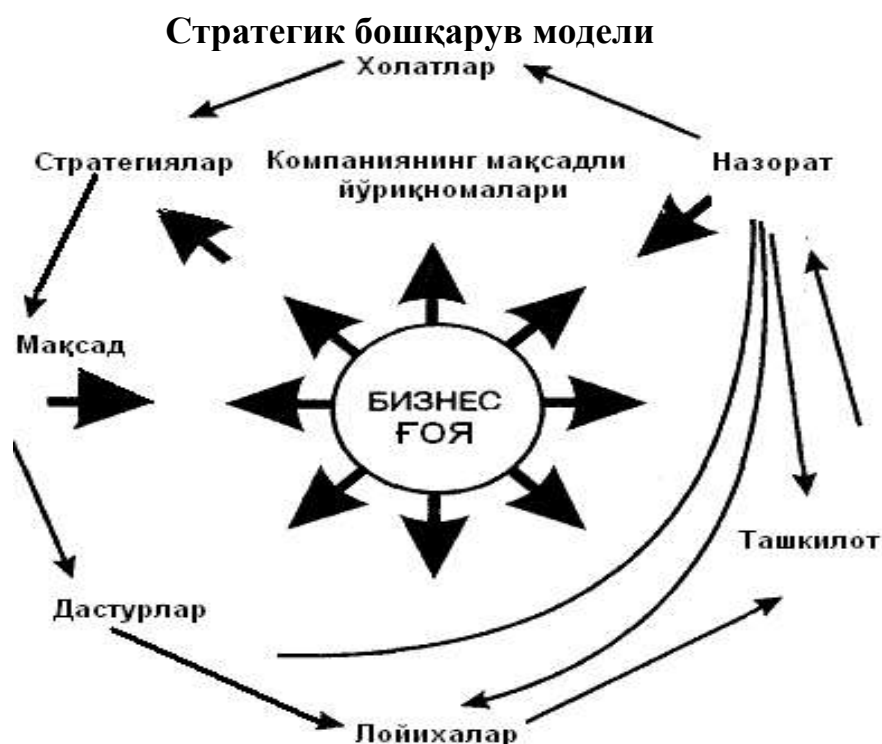 Стратегик бошқарув модели
Холатлар
Стратегиялар
Компаниянинг мақсадли
йўриқномалари
Назорат
Мақсад
БИЗНЕС
ҒОЯ
Ташкилот
Дастурлар
Лойихалар